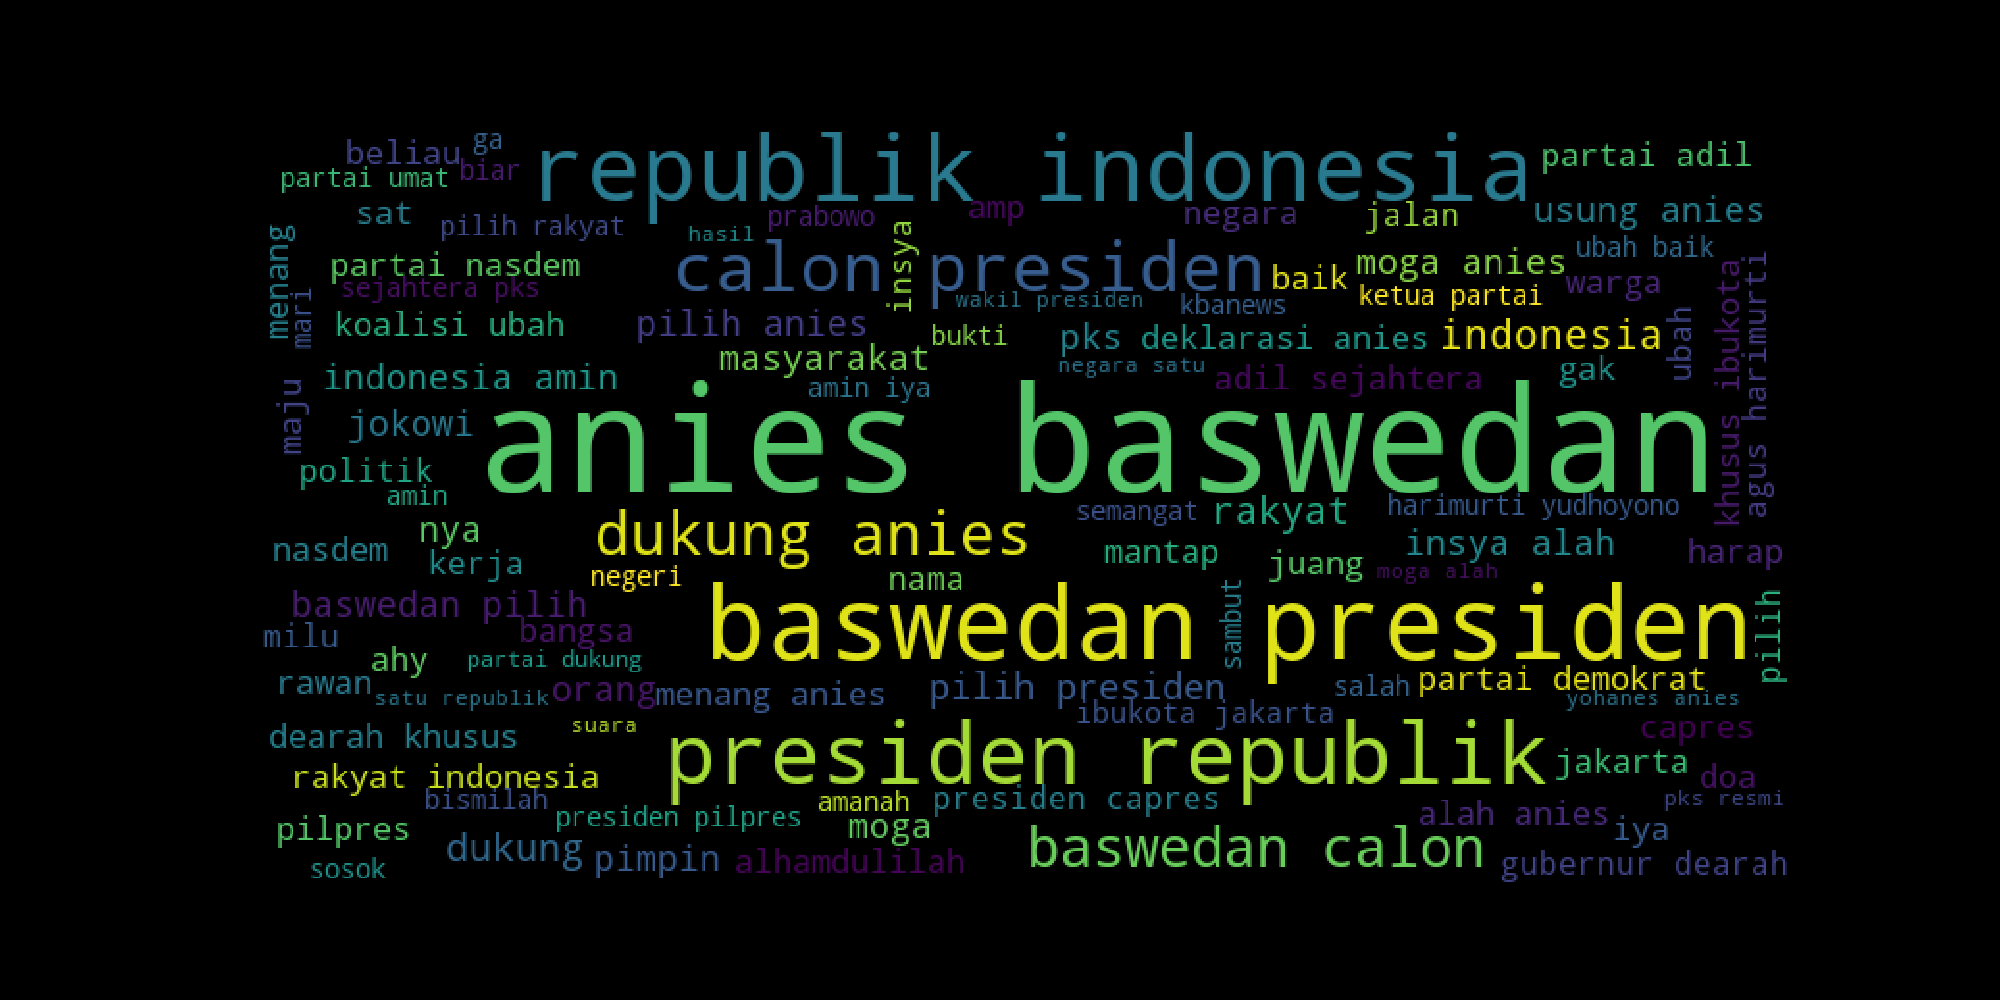 beliau
ga
republik indonesia
partai adil
partai umat
biar
sat
pilih rakyat
prabowo
amp
negara
jalan
usung anies
hasil
insya
menang
partai nasdem
calon presiden
baik
moga anies
ubah baik
warga
sejahtera pks
mari
wakil presiden
kbanews
ketua partai
khusus ibukota
agus harimurti
koalisi ubah
pilih anies
bukti
pks
deklarasi anies
indonesia
ubah
masyarakat
negara satu
indonesia amin
amin iya
adil sejahtera
gak
maju
jokowi
anies baswedan
politik
amin
semangat
rakyat
harimurti yudhoyono
nya
dukung anies
nasdem
kerja
mantap
juang
insya alah
harap
negeri
nama
moga alah
baswedan pilih
baswedan presiden
sambut
pilih
milu
bangsa
ahy
partai dukung
rawan
satu republik
orang
menang anies
pilih presiden
salah
partai demokrat
yohanes anies
suara
ibukota jakarta
capres
dearah khusus
presiden republik
jakarta
doa
rakyat indonesia
bismilah
amanah
presiden capres
pks resmi
pilpres
presiden pilpres
moga
alah anies
iya
sosok
dukung
pimpin
alhamdulilah
baswedan calon
gubernur dearah